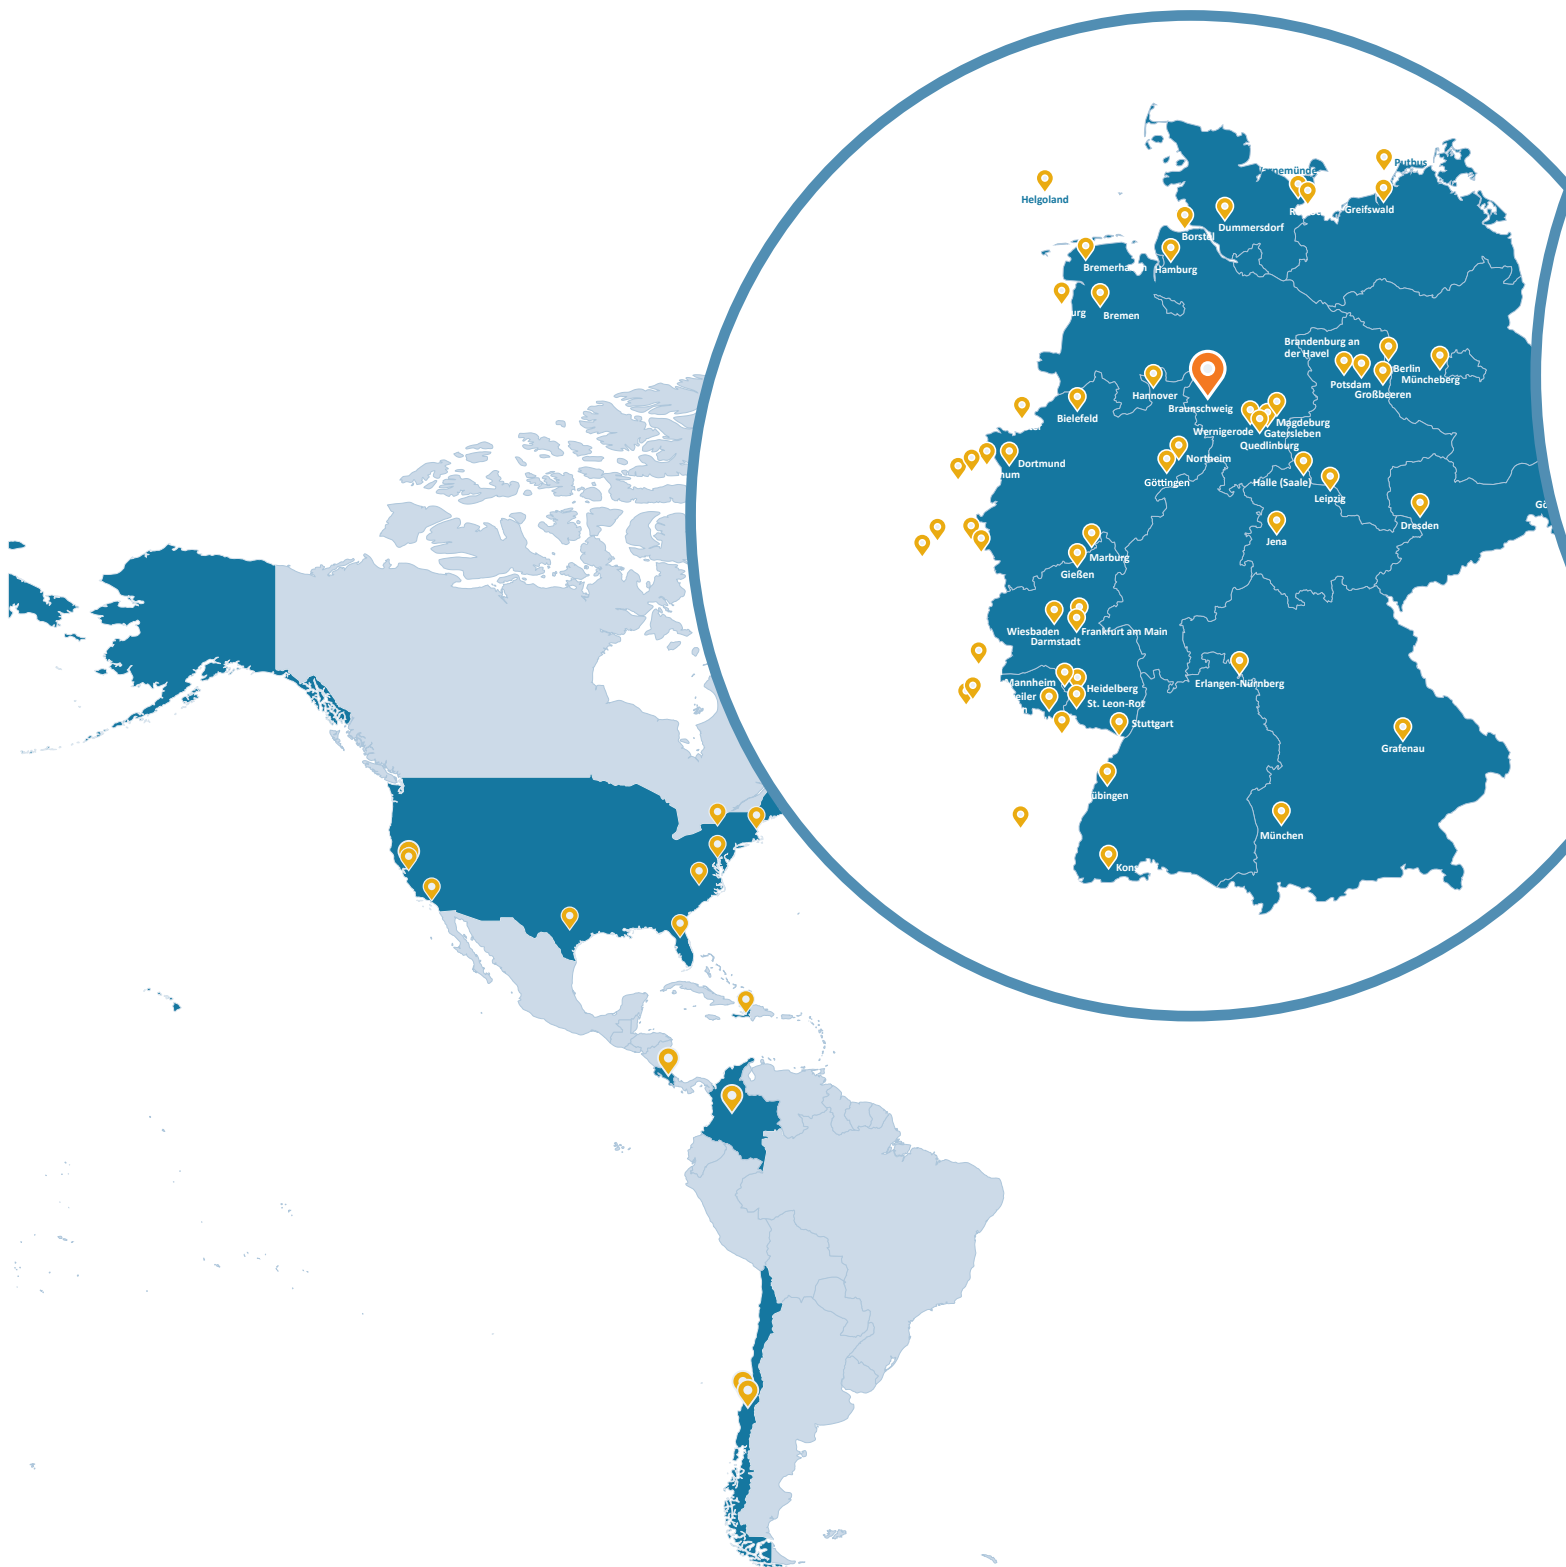 Putbus
Helgoland
Greifswald
Dummersdorf
Borstel
Bremerhaven
Hamburg
Bremen
Brandenburg an
der Havel
Berlin
Müncheberg
Potsdam
Großbeeren
Hannover
Braunschweig
Bielefeld
Magdeburg
Wernigerode
Gatersleben
Quedlinburg
Dortmund
Northeim
Göttingen
Halle (Saale)
Leipzig
Dresden
Jena
Marburg
Gießen
Wiesbaden
Frankfurt am Main
Darmstadt
Mannheim
Heidelberg
St. Leon-Rot
Erlangen-Nürnberg
Stuttgart
Grafenau
München